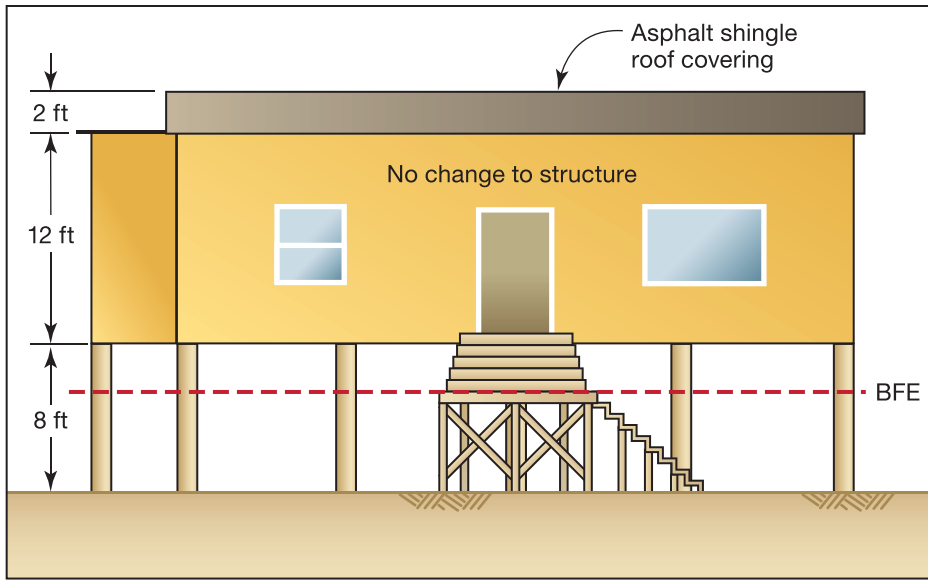 Asphalt shingle
roof covering
2 ft
No change to structure
12 ft
BFE
8 ft